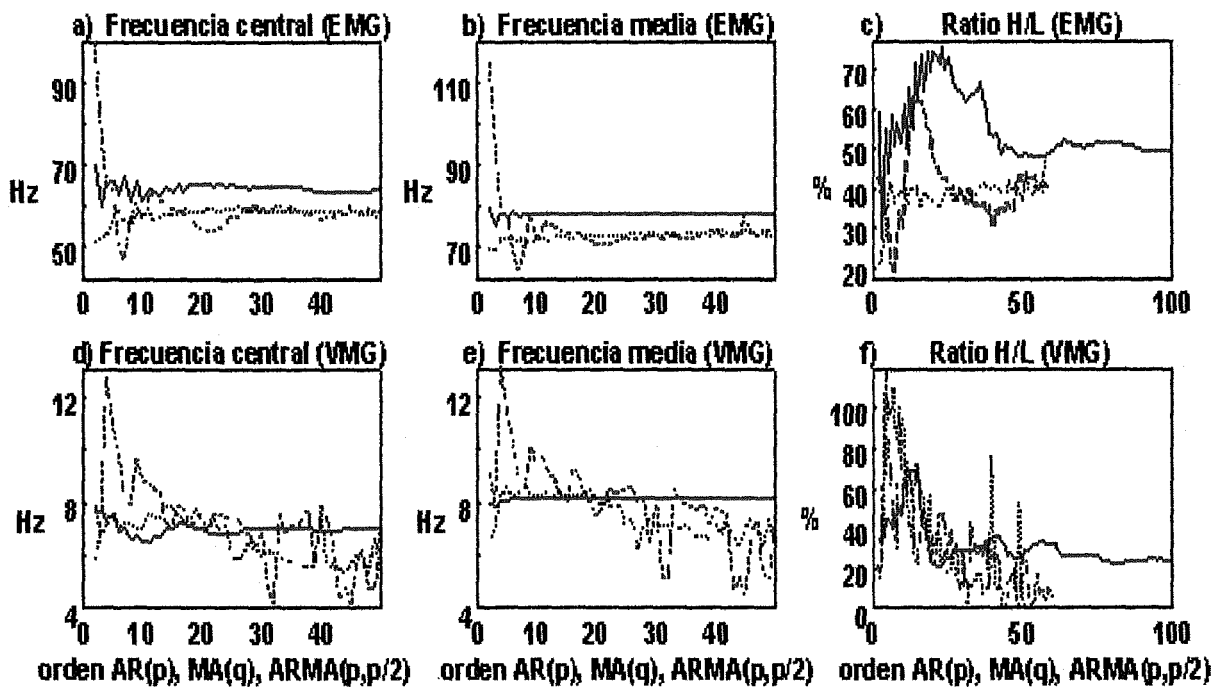 a) Frecuencia central (EMG)
90
70
50
Hz
0 10 20 30 40
b) Frecuencia media (EMG)
110
90
70
Hz
0 10 20 30 40
c) Ratio H/L (EMG)
70
60
50
40
30
20
%
0 50 100
d) Frecuencia central (VMG)
12
8
4
Hz
0 10 20 30 40
orden AR(p), MA(q), ARMA(p,p/2)
e) Frecuencia media (VMG)
12
8
4
Hz
0 10 20 30 40
orden AR(p), MA(q), ARMA(p,p/2)
f) Ratio H/L (VMG)
100
80
60
40
20
0
%
0 50 100
orden AR(p), MA(q), ARMA(p,p/2)